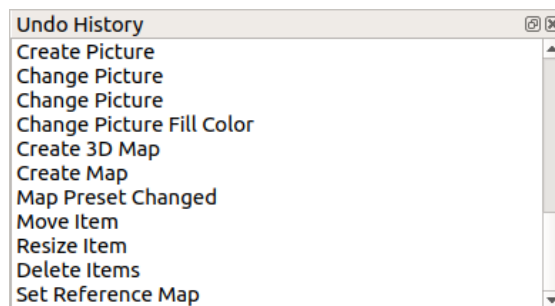 Undo History
Create Picture
Change Picture
Change Picture
Change Picture Fill Color
Create 3D Map
Create Map
Map Preset Changed
Move Item
Resize Item
Delete Items
Set Reference Map